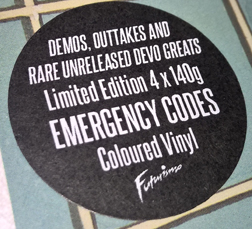 DEMOS, OUTTAKES AND
RARE UNRELEASED DEVO GREATS
Limited Edition 4 x 140g
EMERGENCY CODES
Coloured Vinyl
Futurismo